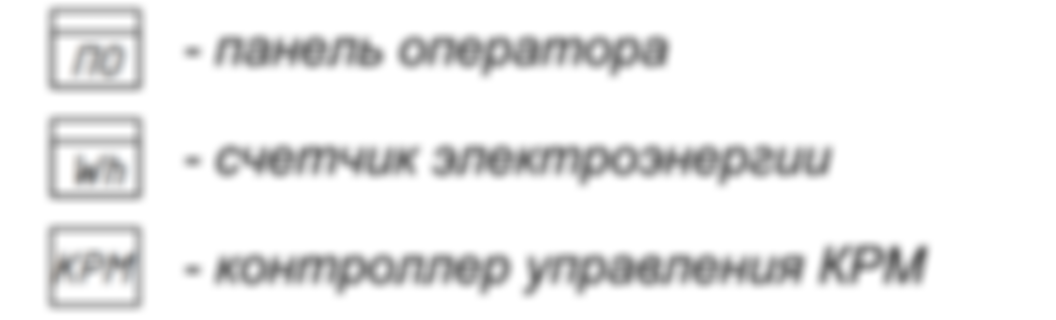 ПО - панель оператора
Wh - счетчик электроэнергии
КРМ - контроллер управления КРМ